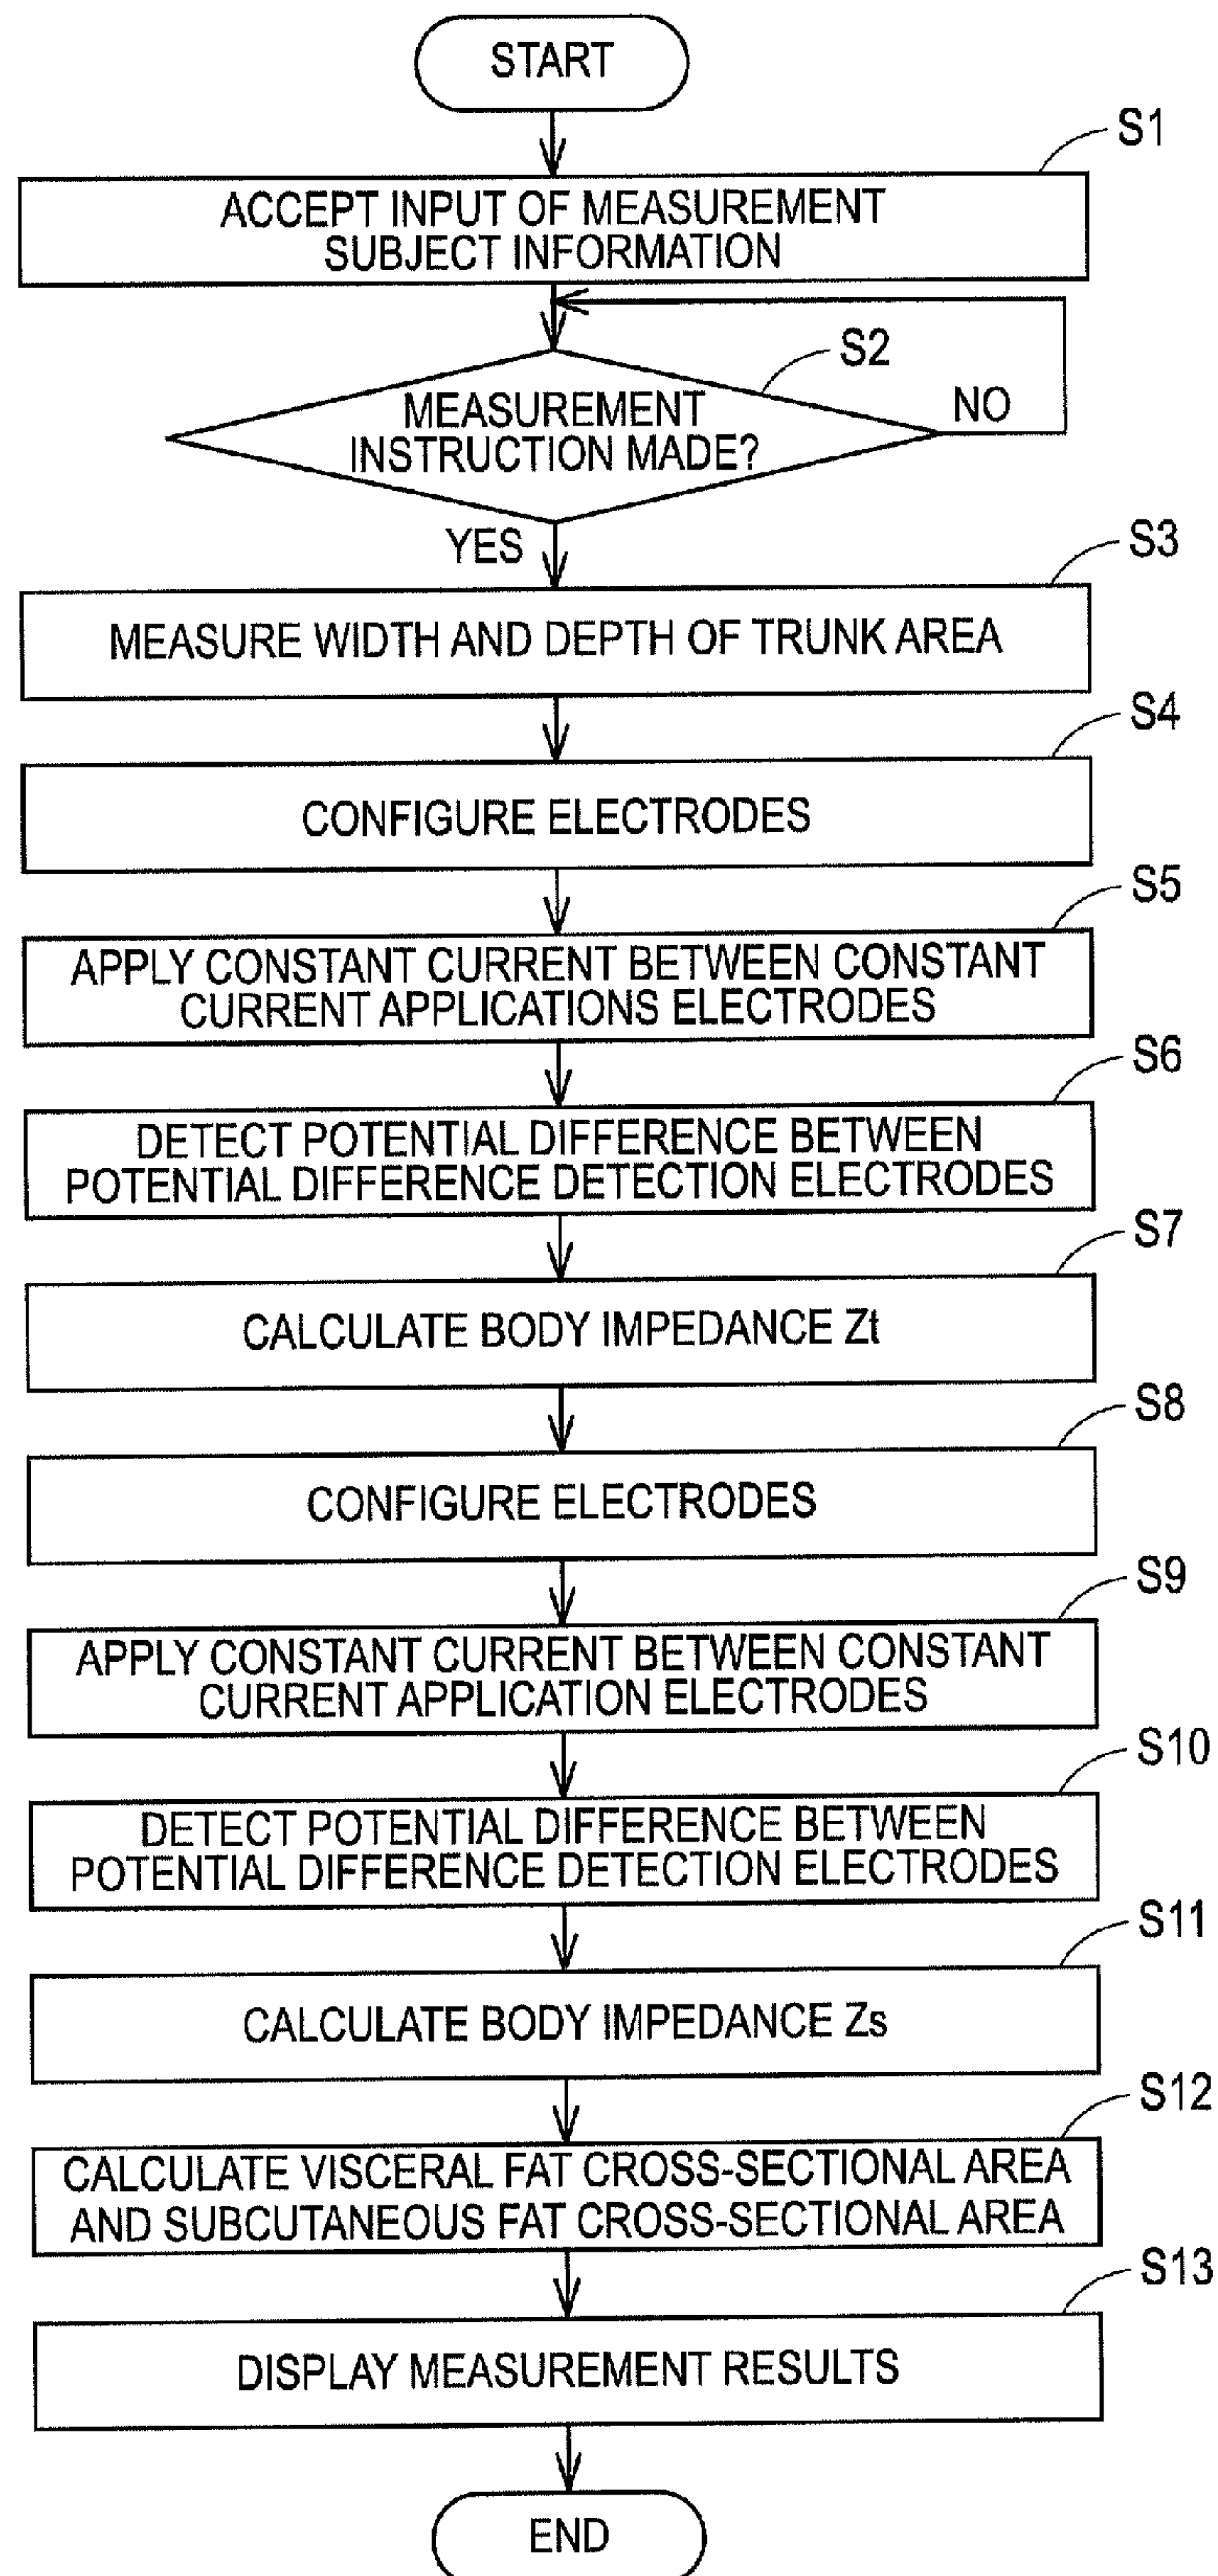 START
S1
ACCEPT INPUT OF MEASUREMENT
SUBJECT INFORMATION
S2
MEASUREMENT
INSTRUCTION MADE?
NO
YES
S3
MEASURE WIDTH AND DEPTH OF TRUNK AREA
S4
CONFIGURE ELECTRODES
S5
APPLY CONSTANT CURRENT BETWEEN CONSTANT
CURRENT APPLICATIONS ELECTRODES
S6
DETECT POTENTIAL DIFFERENCE BETWEEN
POTENTIAL DIFFERENCE DETECTION ELECTRODES
S7
CALCULATE BODY IMPEDANCE Zt
S8
CONFIGURE ELECTRODES
S9
APPLY CONSTANT CURRENT BETWEEN CONSTANT
CURRENT APPLICATION ELECTRODES
S10
DETECT POTENTIAL DIFFERENCE BETWEEN
POTENTIAL DIFFERENCE DETECTION ELECTRODES
S11
CALCULATE BODY IMPEDANCE Zs
S12
CALCULATE VISCERAL FAT CROSS-SECTIONAL AREA
AND SUBCUTANEOUS FAT CROSS-SECTIONAL AREA
S13
DISPLAY MEASUREMENT RESULTS
END